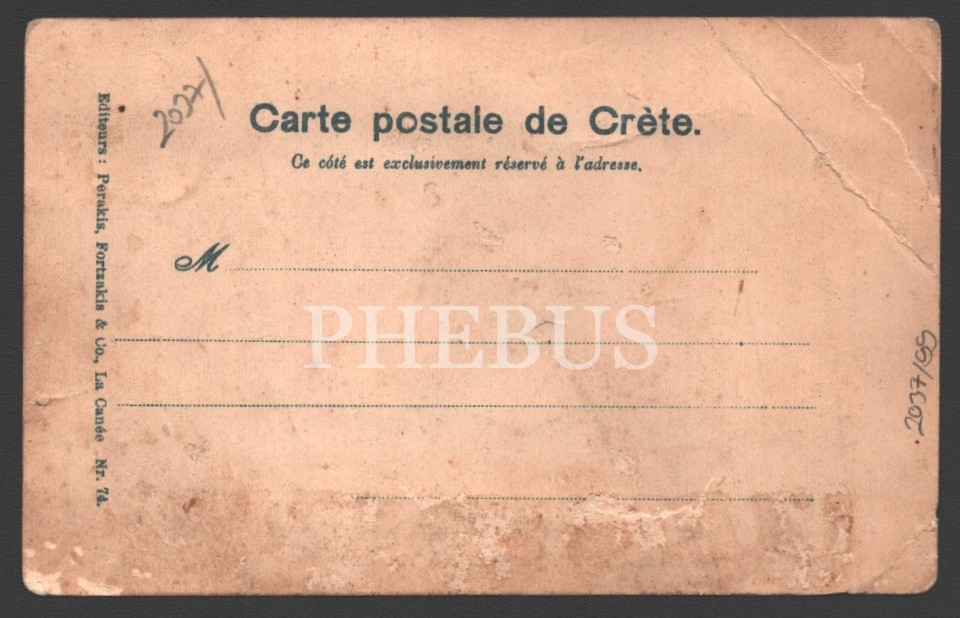 2037/
Carte postale de Crète.
Ce côté est exclusivement réservé à l'adresse.
M
PHEBUS
Editeurs: Perakis, Fortzakis & Co., La Canée Nr. 74.
2037/199